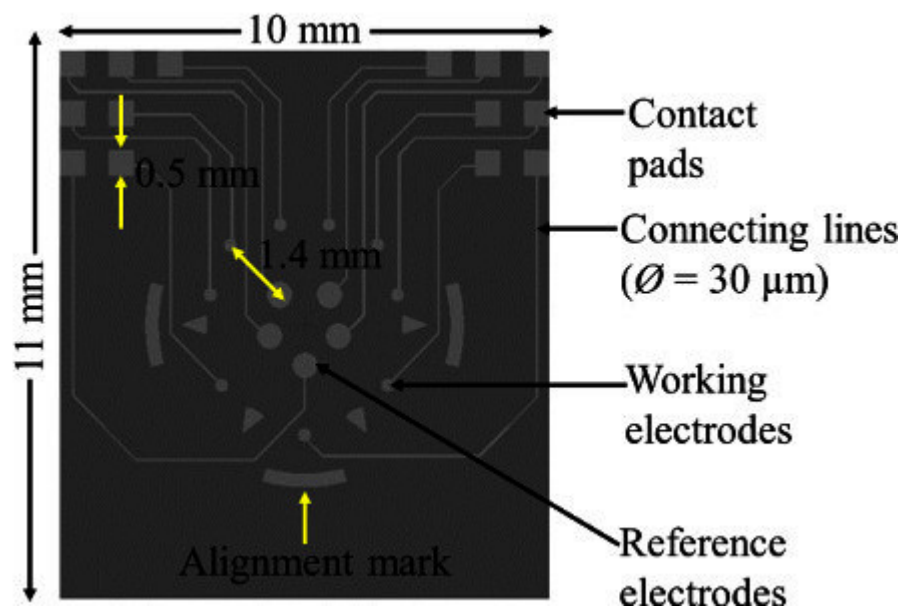 10 mm
11 mm
0.5 mm
1.4 mm
Contact
pads
Connecting lines
(Ø = 30 µm)
Working
electrodes
Alignment mark
Reference
electrodes